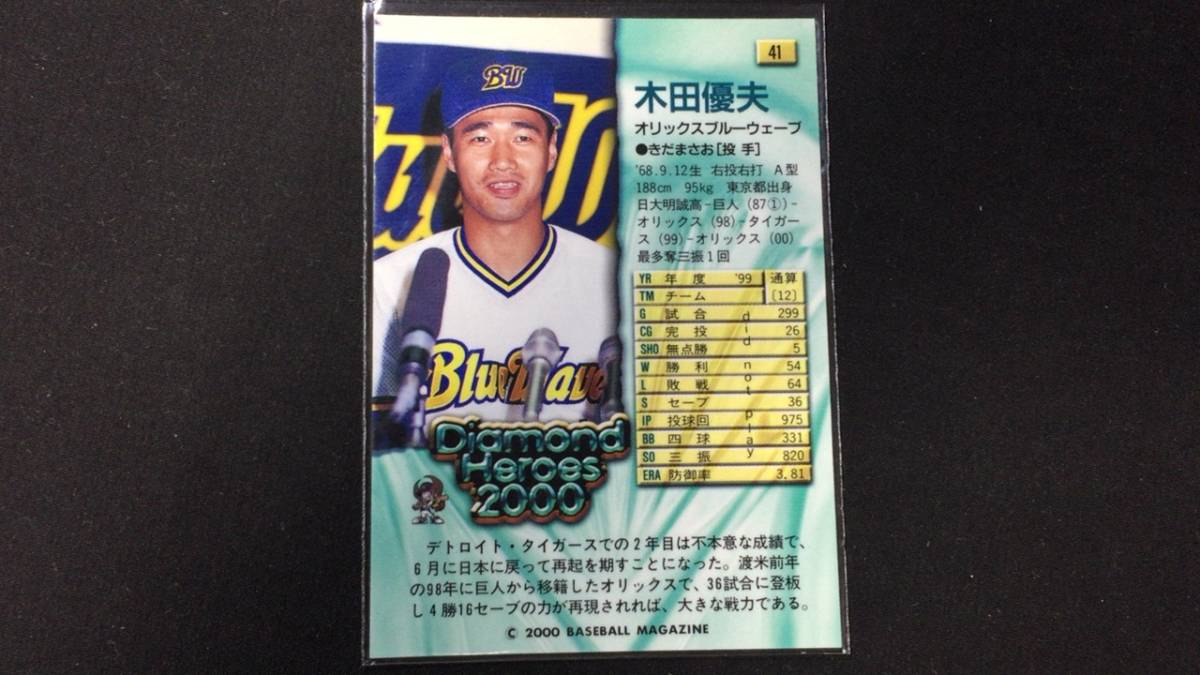 BW
BlueWave
Diamond
Heroes
2000
41
木田優夫
オリックスブルーウェーブ
●きだまさお[投 手]
'68.9.12生 右投右打 A型
188cm 95kg 東京都出身
日大明誠高-巨人(87①)-
オリックス(98)-タイガー
ス(99)-オリックス(00)
最多奪三振1回
YR 年 度 '99 通算
TM チーム [12]
G 試 合 299
CG 完 投 26
SHO 無点勝 5
W 勝 利 54
L 敗 戦 64
S セーブ 36
IP 投球回 975
BB 四 球 331
SO 三 振 820
ERA 防御率 3.81
did not play
デトロイト・タイガースでの2年目は不本意な成績で、
6月に日本に戻って再起を期すことになった。渡米前年
の98年に巨人から移籍したオリックスで、36試合に登板
し4勝16セーブの力が再現されれば、大きな戦力である。
© 2000 BASEBALL MAGAZINE